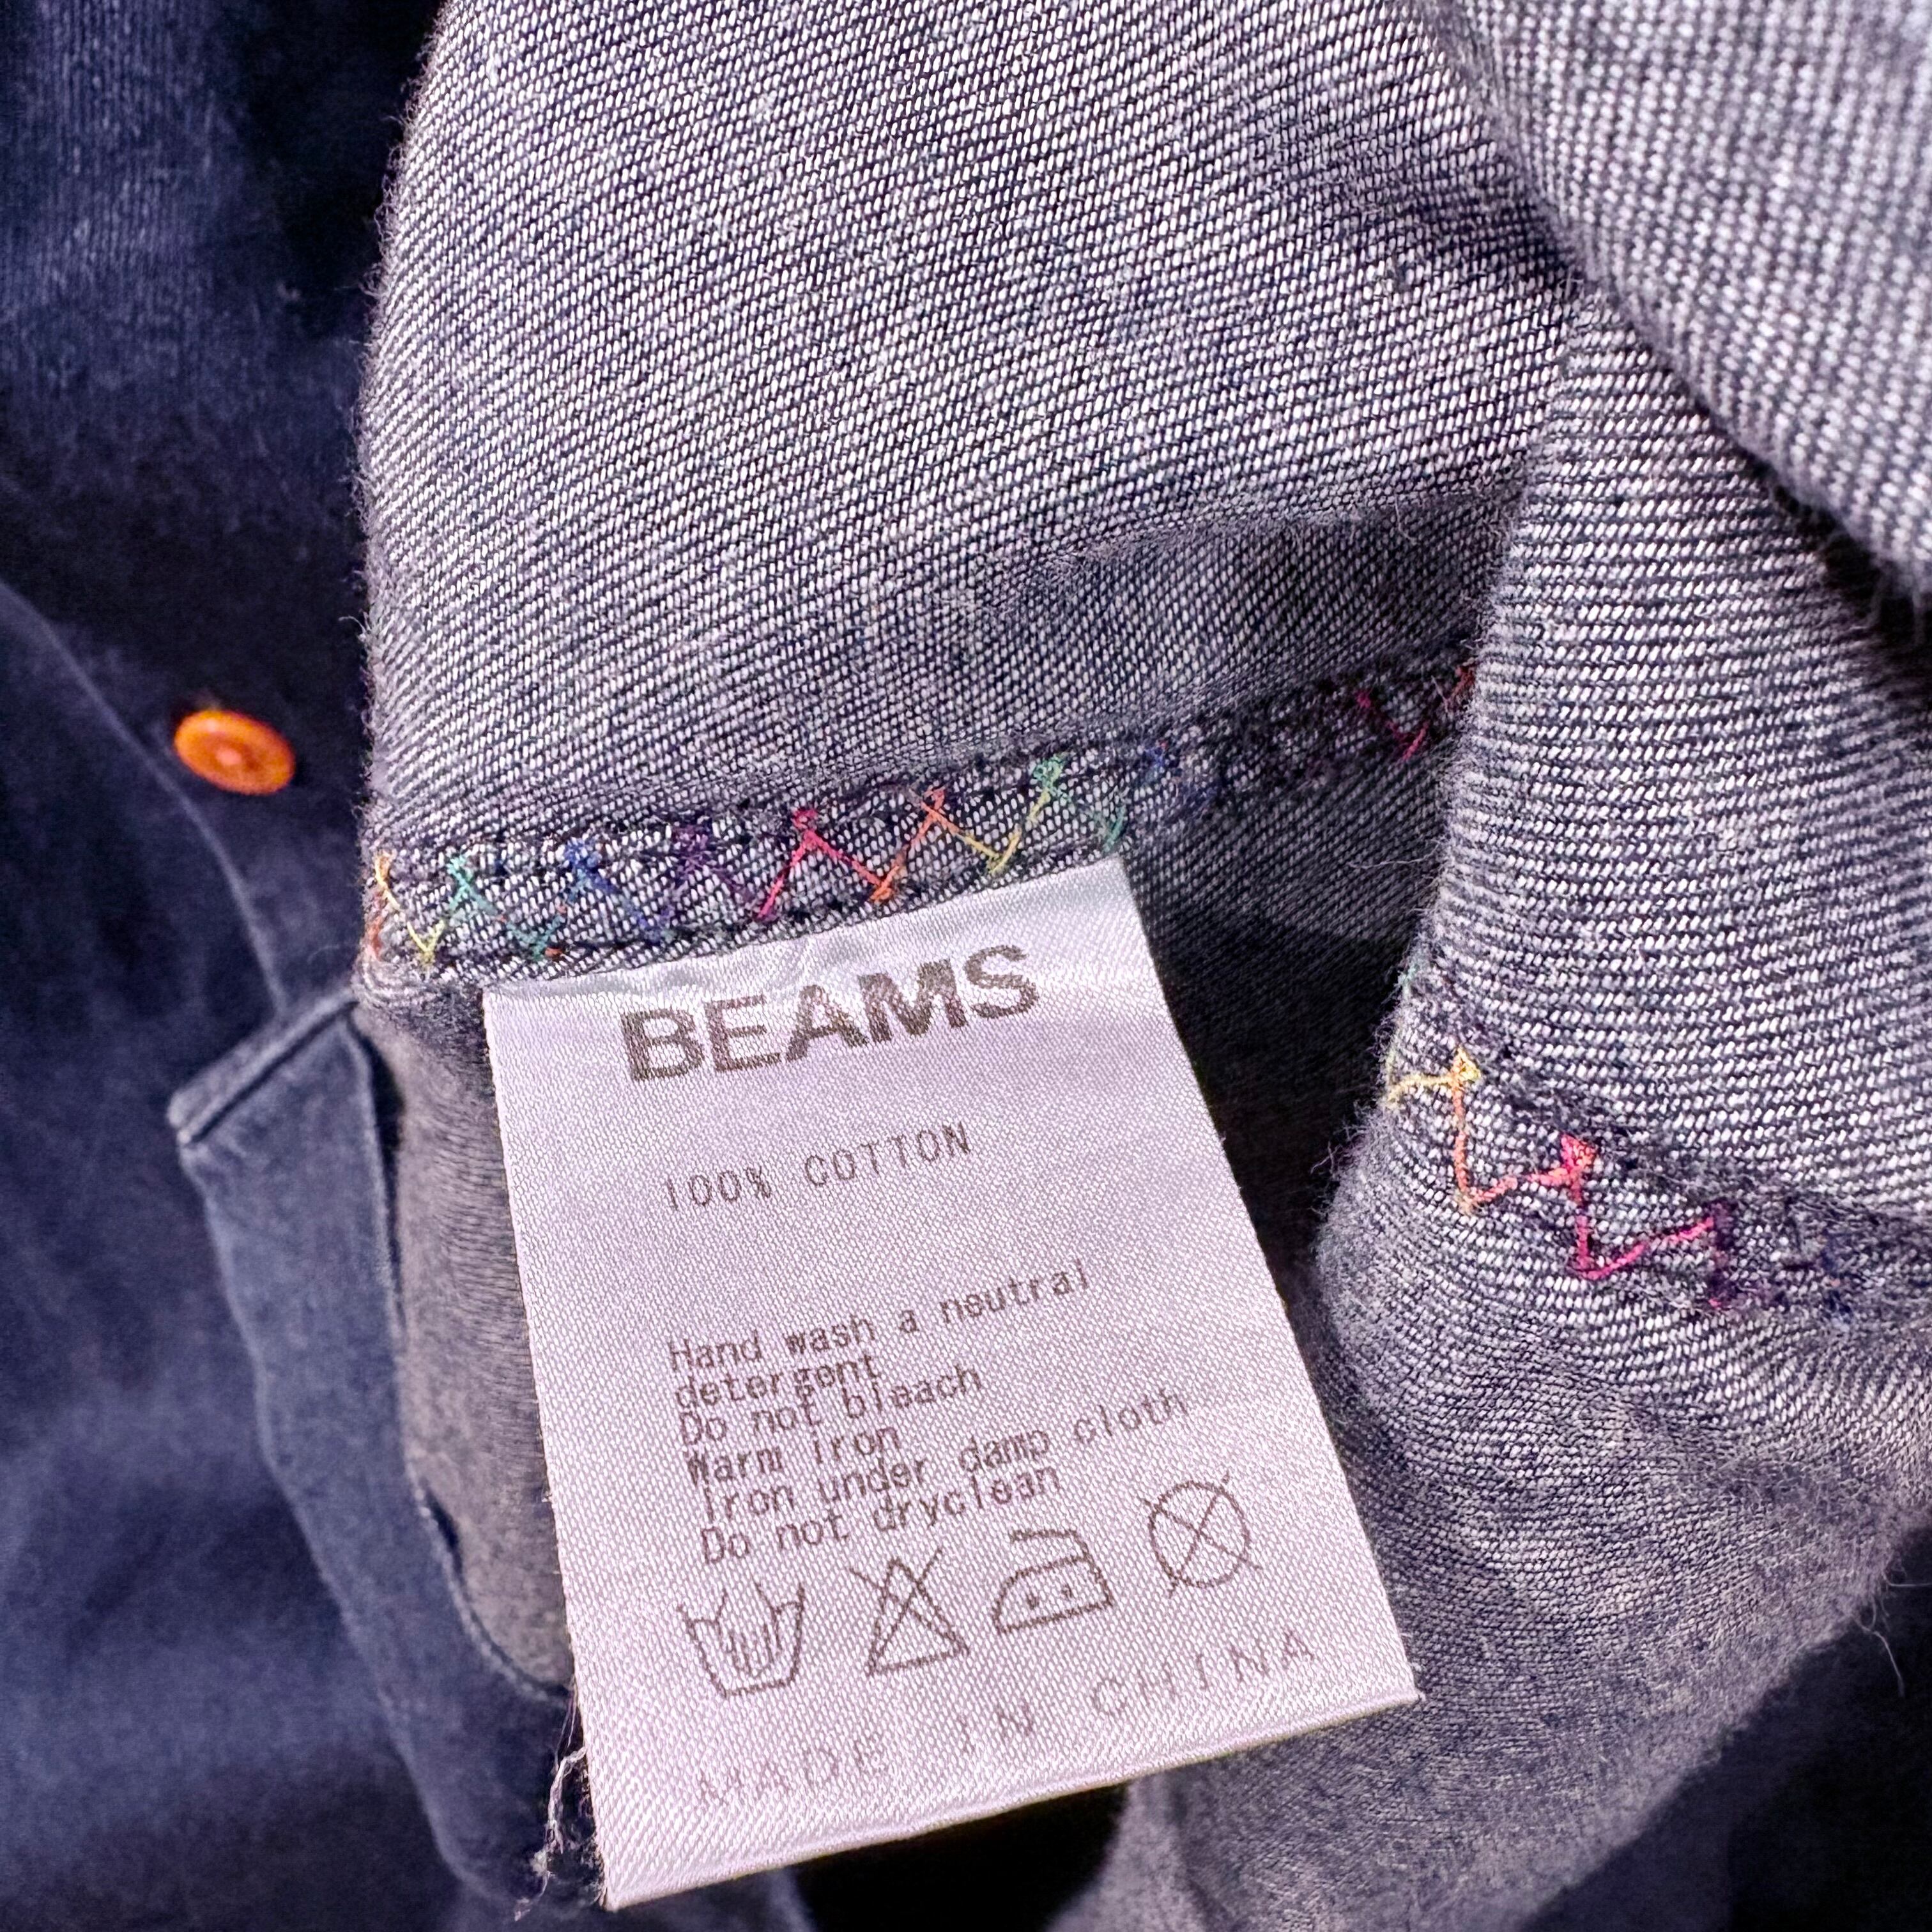 BEAMS
100% COTTON
Hand wash a neutral
detergent
Do not bleach
Warm iron
Iron under damp cloth
Do not dryclean
MADE IN CHINA